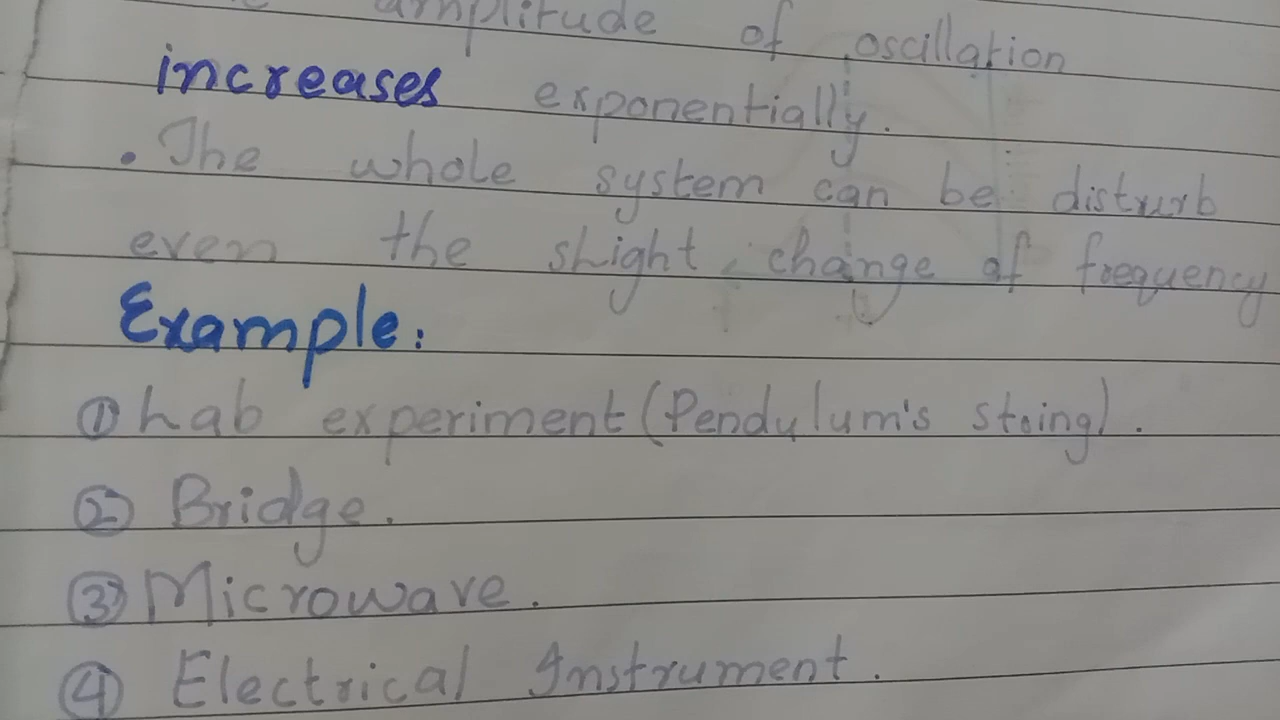 amplitude of oscillation
increases exponentially.
. The whole system can be disturb
even the slight change of frequency
Example:
① Lab experiment (Pendulum's stoing).
② Bridge.
③ Microwave.
④ Electrical Instrument.